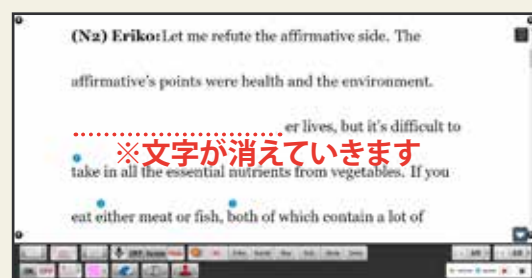 (N2) Eriko:Let me refute the affirmative side. The
affirmative's points were health and the environment.
er lives, but it's difficult to
※文字が消えていきます
take in all the essential nutrients from vegetables. If you
eat either meat or fish, both of which contain a lot of